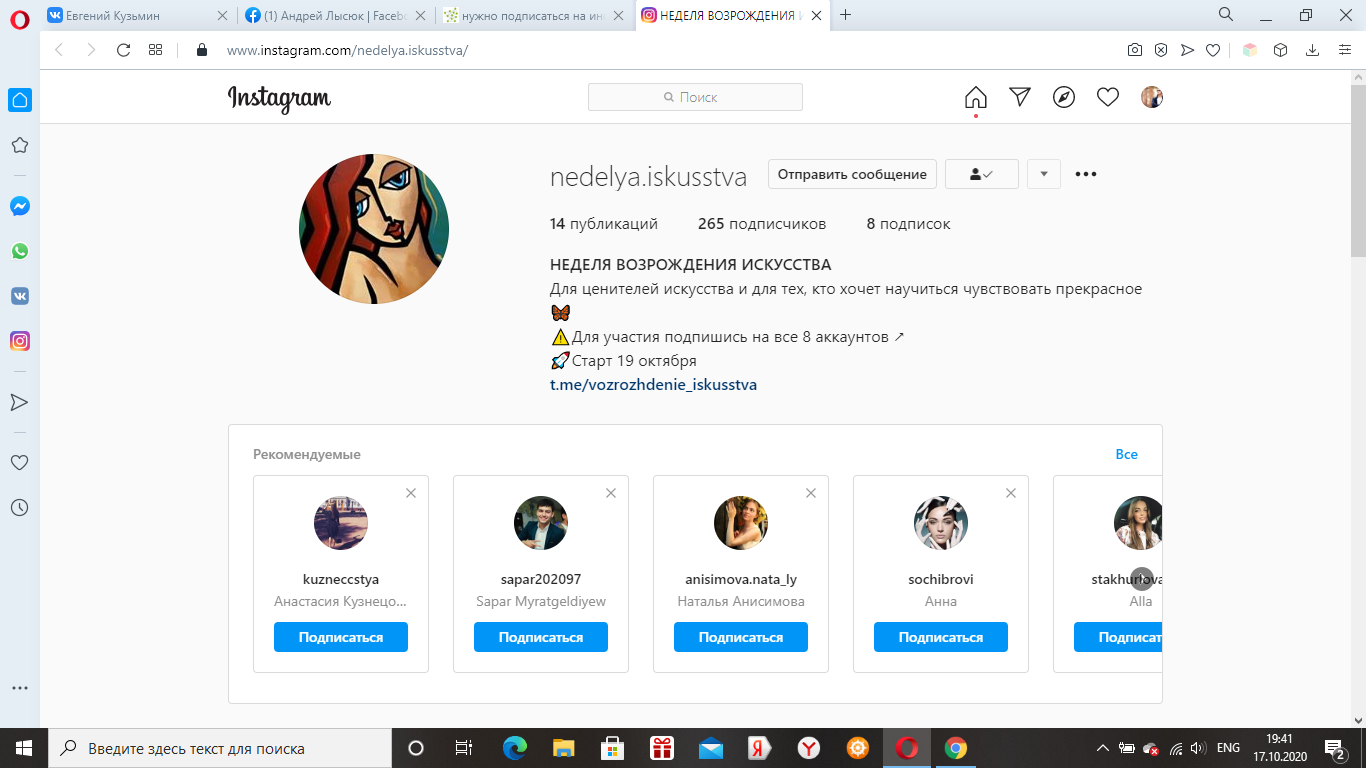 Евгений Кузьмин
(1) Андрей Лысюк | Facebo
нужно подписаться на инс
НЕДЕЛЯ ВОЗРОЖДЕНИЯ И
www.instagram.com/nedelya.iskusstva/
Instagram
Поиск
nedelya.iskusstva
Отправить сообщение
14 публикаций
265 подписчиков
8 подписок
НЕДЕЛЯ ВОЗРОЖДЕНИЯ ИСКУССТВА
Для ценителей искусства и для тех, кто хочет научиться чувствовать прекрасное
🦋
⚠️Для участия подпишись на все 8 аккаунтов ↗
🚀Старт 19 октября
t.me/vozrozhdenie_iskusstva
Рекомендуемые
Все
kuzneccstya
Анастасия Кузнецо...
Подписаться
sapar202097
Sapar Myratgeldiyew
Подписаться
anisimova.nata_ly
Наталья Анисимова
Подписаться
sochibrovi
Анна
Подписаться
Alla
Подписат
Введите здесь текст для поиска
ENG
19:41
17.10.2020
2